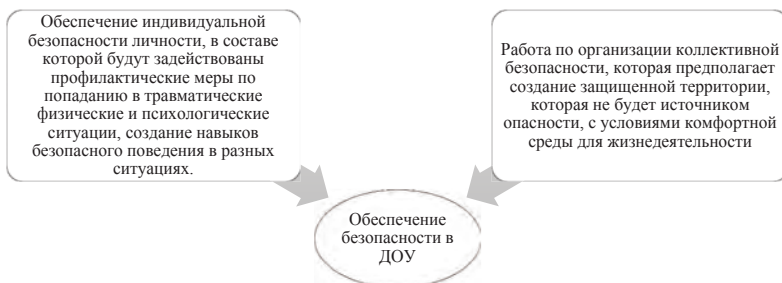 Обеспечение индивидуальной
безопасности личности, в составе
которой будут задействованы
профилактические меры по
попаданию в травматические
физические и психологические
ситуации, создание навыков
безопасного поведения в разных
ситуациях.
Работа по организации коллективной
безопасности, которая предполагает
создание защищенной территории,
которая не будет источником
опасности, с условиями комфортной
среды для жизнедеятельности
Обеспечение
безопасности в
ДОУ